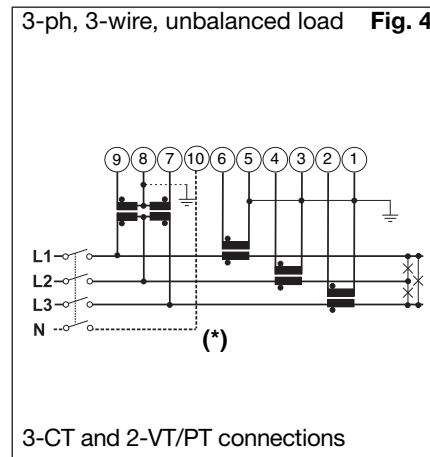 3-ph, 3-wire, unbalanced load Fig. 4
9 8 7 10 6 5 4 3 2 1
L1
L2
L3
N
(*)
3-CT and 2-VT/PT connections